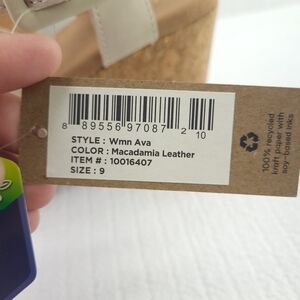 8 89556 97087 2 10
STYLE : Wmn Ava
COLOR : Macadamia Leather
ITEM # : 10016407
SIZE : 9
100% recycled
kraft paper with
soy-based inks